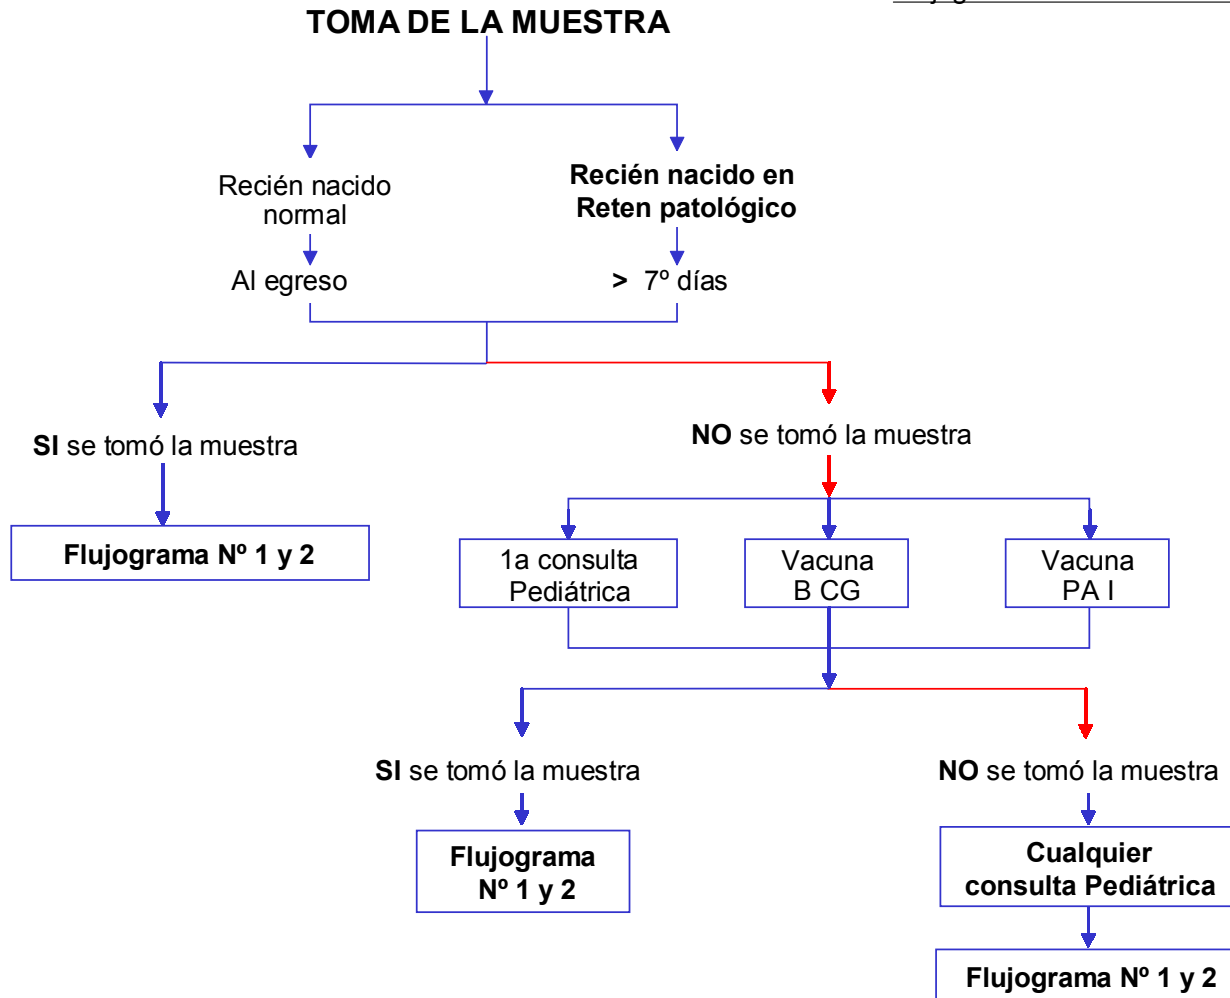 TOMA DE LA MUESTRA
Recién nacido
normal
Recién nacido en
Reten patológico
Al egreso
> 7º días
SI se tomó la muestra
NO se tomó la muestra
Flujograma Nº 1 y 2
1a consulta
Pediátrica
Vacuna
B CG
Vacuna
PA I
SI se tomó la muestra
NO se tomó la muestra
Flujograma
Nº 1 y 2
Cualquier
consulta Pediátrica
Flujograma Nº 1 y 2